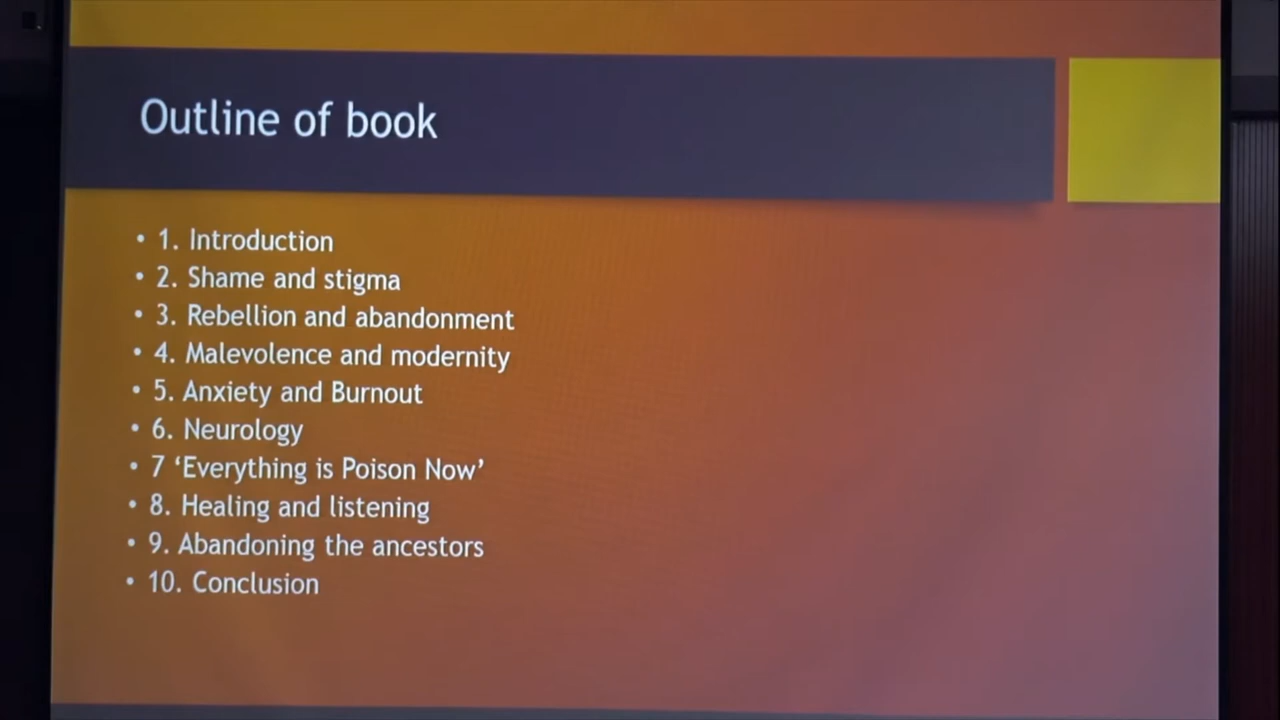 Outline of book
• 1. Introduction
• 2. Shame and stigma
• 3. Rebellion and abandonment
• 4. Malevolence and modernity
• 5. Anxiety and Burnout
• 6. Neurology
• 7 ‘Everything is Poison Now’
• 8. Healing and listening
• 9. Abandoning the ancestors
• 10. Conclusion